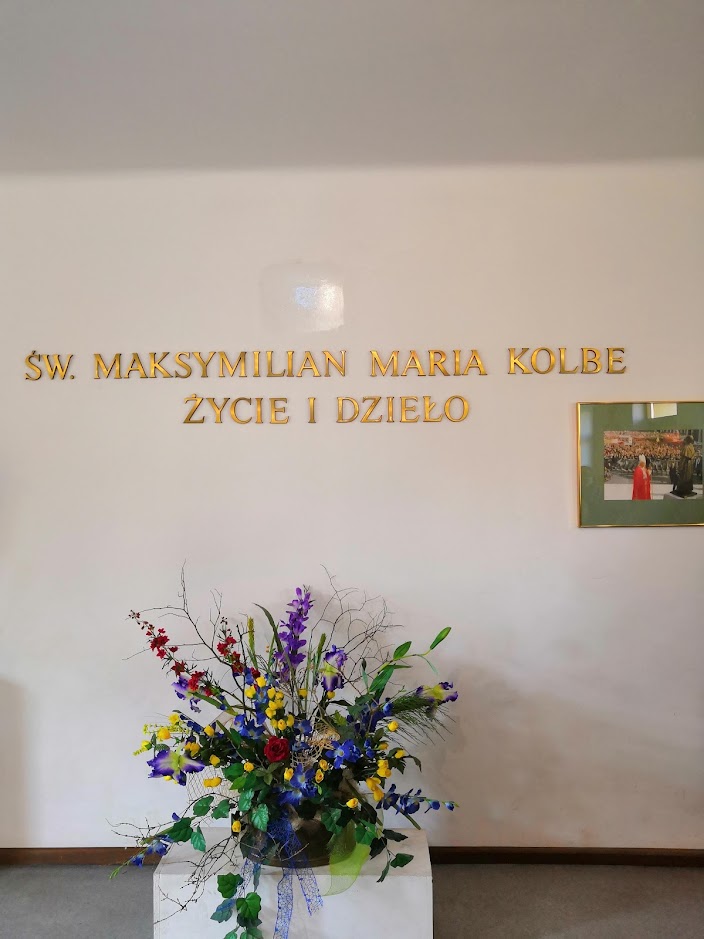 ŚW. MAKSYMILIAN MARIA KOLBE
ŻYCIE I DZIEŁO